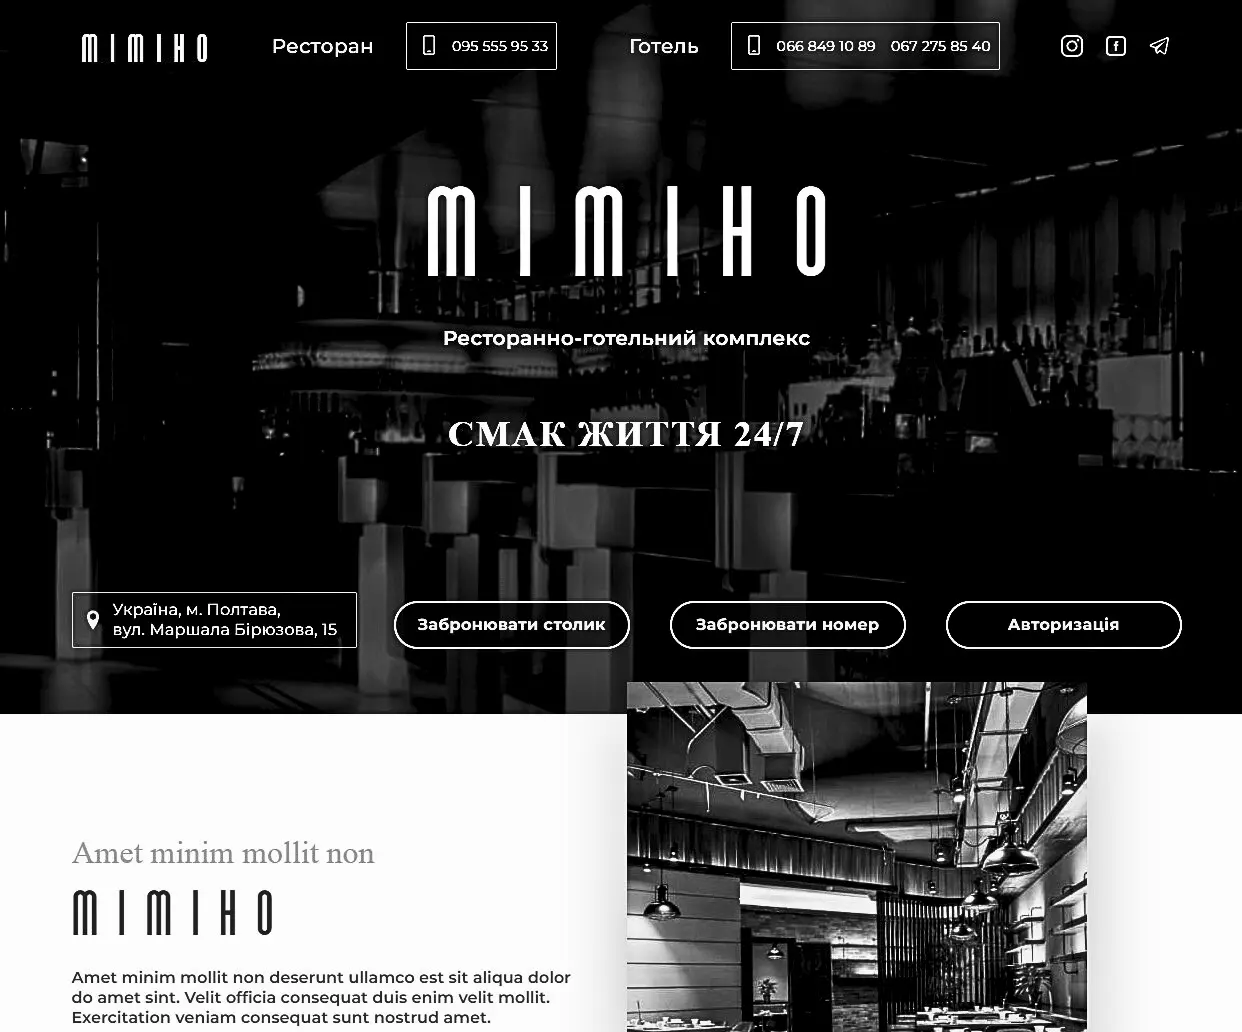 МІМІНО
Ресторан
095 555 95 33
Готель
066 849 10 89 067 275 85 40
МІМІНО
Ресторанно-готельний комплекс
СМАК ЖИТТЯ 24/7
Україна, м. Полтава,
вул. Маршала Бірюзова, 15
Забронювати столик
Забронювати номер
Авторизація
Amet minim mollit non
МІМІНО
Amet minim mollit non deserunt ullamco est sit aliqua dolor
do amet sint. Velit officia consequat duis enim velit mollit.
Exercitation veniam consequat sunt nostrud amet.